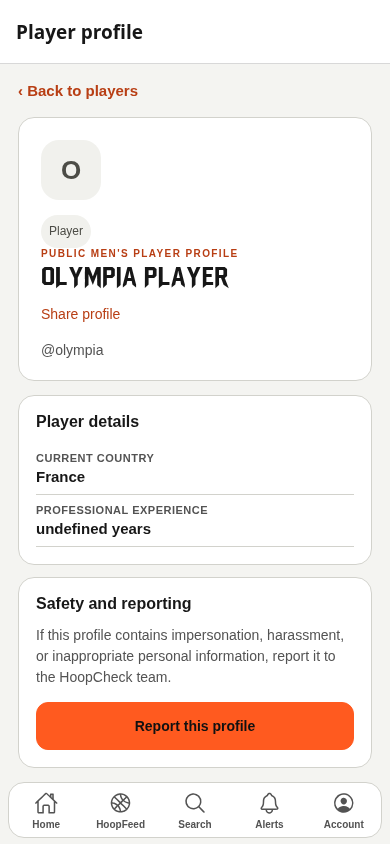 Player profile
‹ Back to players
O
Player
PUBLIC MEN'S PLAYER PROFILE
OLYMPIA PLAYER
Share profile
@olympia
Player details
CURRENT COUNTRY
France
PROFESSIONAL EXPERIENCE
undefined years
Safety and reporting
If this profile contains impersonation, harassment,
or inappropriate personal information, report it to
the HoopCheck team.
Report this profile
Home HoopFeed Search Alerts Account